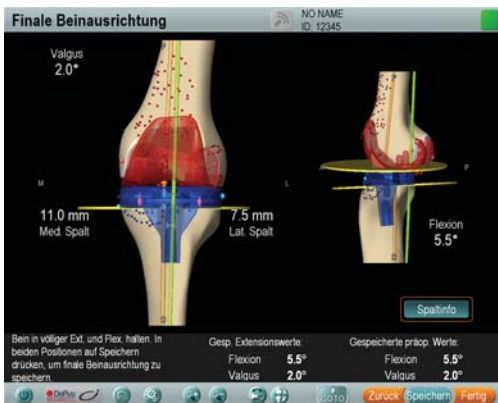 Finale Beinausrichtung
NO NAME
ID: 12345
Valgus
2.0°
M
L
P
11.0 mm
Med. Spalt
7.5 mm
Lat. Spalt
Flexion
5.5°
Spaltinfo
Bein in völliger Ext. und Flex. halten. In
beiden Positionen auf Speichern
drücken, um finale Beinausrichtung zu
speichern.
Gesp. Extensionswerte:
Flexion 5.5°
Valgus 2.0°
Gespeicherte präop. Werte:
Flexion 5.5°
Valgus 2.0°
DePuy
GOTO
Zurück
Speichern
Fertig